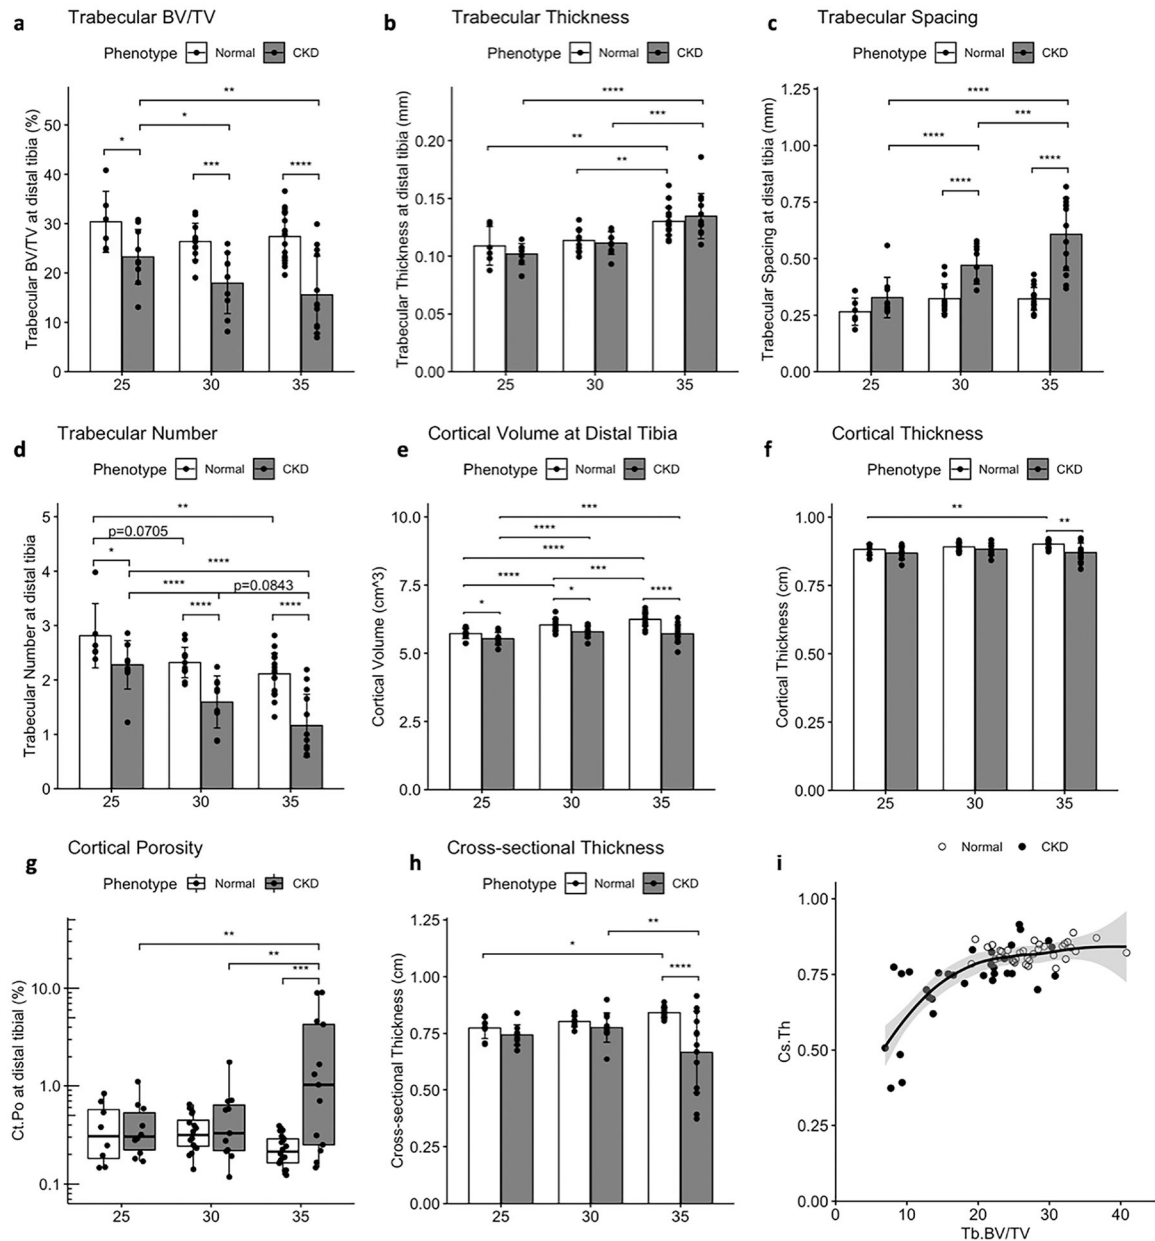 a Trabecular BV/TV
Phenotype Normal CKD
Trabecular BV/TV at distal tibia (%)
50
40
30
20
10
0
**
*
*
***
****
25 30 35
b Trabecular Thickness
Phenotype Normal CKD
Trabecular Thickness at distal tibia (mm)
0.20
0.15
0.10
0.05
0.00
****
***
**
**
25 30 35
c Trabecular Spacing
Phenotype Normal CKD
Trabecular Spacing at distal tibia (mm)
1.25
1.00
0.75
0.50
0.25
0.00
****
***
****
****
****
25 30 35
d Trabecular Number
Phenotype Normal CKD
Trabecular Number at distal tibia
5
4
3
2
1
0
**
p=0.0705
*
****
****
p=0.0843
****
****
25 30 35
e Cortical Volume at Distal Tibia
Phenotype Normal CKD
Cortical Volume (cm^3)
10.0
7.5
5.0
2.5
0.0
***
****
****
***
****
*
*
****
25 30 35
f Cortical Thickness
Phenotype Normal CKD
Cortical Thickness (cm)
1.00
0.75
0.50
0.25
0.00
**
**
25 30 35
g Cortical Porosity
Phenotype Normal CKD
Ct.Po at distal tibial (%)
10.0
1.0
0.1
**
**
***
25 30 35
h Cross-sectional Thickness
Phenotype Normal CKD
Cross-sectional Thickness (cm)
1.25
1.00
0.75
0.50
0.25
0.00
**
*
****
25 30 35
i Normal CKD
Cs.Th
1.00
0.75
0.50
0.25
0.00
0 10 20 30 40
Tb.BV/TV